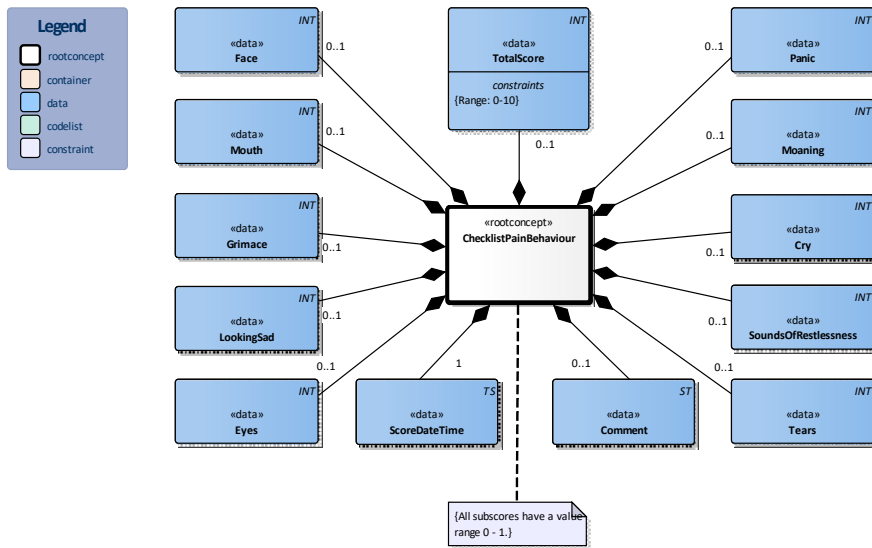 Legend
rootconcept
container
data
codelist
constraint
INT
«data»
Face
0..1
INT
«data»
TotalScore
constraints
{Range: 0-10}
0..1
INT
«data»
Panic
0..1
INT
«data»
Mouth
0..1
INT
«data»
Moaning
0..1
INT
«data»
Grimace
0..1
«rootconcept»
ChecklistPainBehaviour
INT
«data»
Cry
0..1
INT
«data»
LookingSad
0..1
INT
«data»
SoundsOfRestlessness
0..1
INT
«data»
Eyes
0..1
TS
«data»
ScoreDateTime
1
ST
«data»
Comment
0..1
INT
«data»
Tears
0..1
{All subscores have a value
range 0 - 1.}